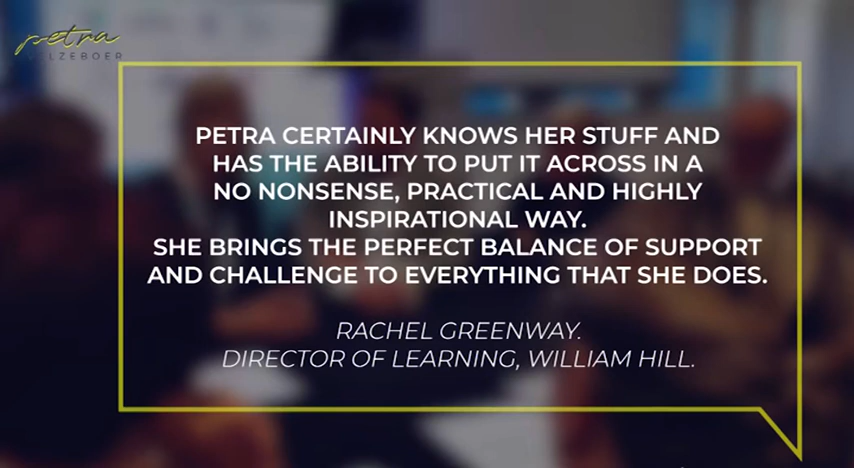 petra
PETRA CERTAINLY KNOWS HER STUFF AND
HAS THE ABILITY TO PUT IT ACROSS IN A
NO NONSENSE, PRACTICAL AND HIGHLY
INSPIRATIONAL WAY.
SHE BRINGS THE PERFECT BALANCE OF SUPPORT
AND CHALLENGE TO EVERYTHING THAT SHE DOES.
RACHEL GREENWAY.
DIRECTOR OF LEARNING, WILLIAM HILL.